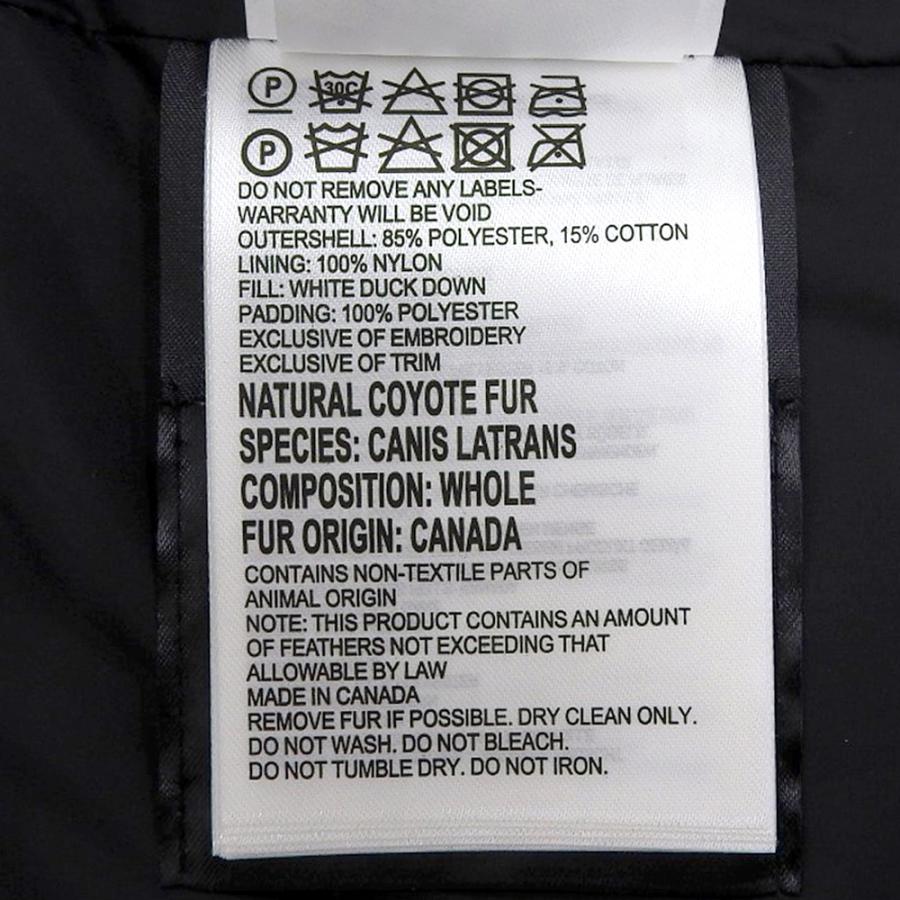 P 30C
P
DO NOT REMOVE ANY LABELS-
WARRANTY WILL BE VOID
OUTERSHELL: 85% POLYESTER, 15% COTTON
LINING: 100% NYLON
FILL: WHITE DUCK DOWN
PADDING: 100% POLYESTER
EXCLUSIVE OF EMBROIDERY
EXCLUSIVE OF TRIM
NATURAL COYOTE FUR
SPECIES: CANIS LATRANS
COMPOSITION: WHOLE
FUR ORIGIN: CANADA
CONTAINS NON-TEXTILE PARTS OF
ANIMAL ORIGIN
NOTE: THIS PRODUCT CONTAINS AN AMOUNT
OF FEATHERS NOT EXCEEDING THAT
ALLOWABLE BY LAW
MADE IN CANADA
REMOVE FUR IF POSSIBLE. DRY CLEAN ONLY.
DO NOT WASH. DO NOT BLEACH.
DO NOT TUMBLE DRY. DO NOT IRON.